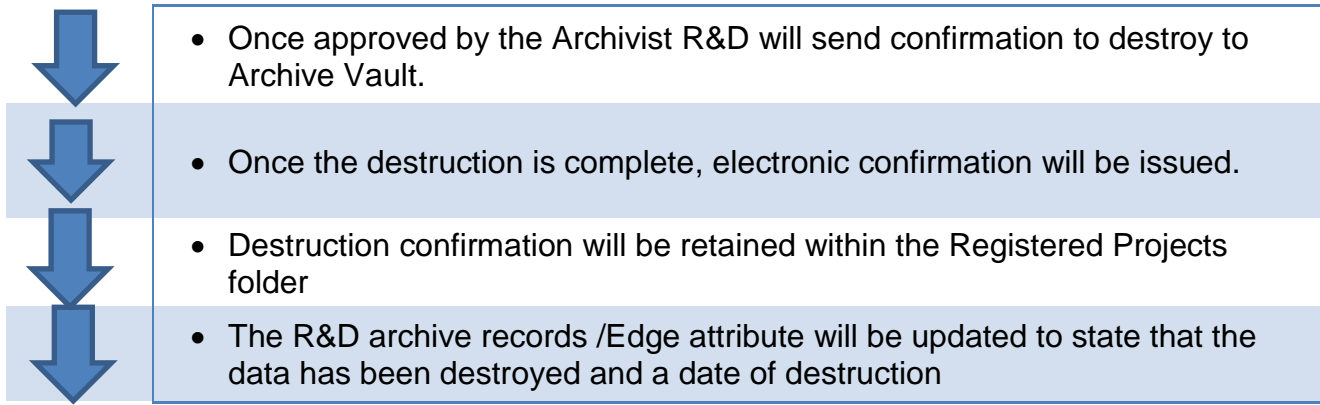 • Once approved by the Archivist R&D will send confirmation to destroy to
Archive Vault.
• Once the destruction is complete, electronic confirmation will be issued.
• Destruction confirmation will be retained within the Registered Projects
folder
• The R&D archive records /Edge attribute will be updated to state that the
data has been destroyed and a date of destruction